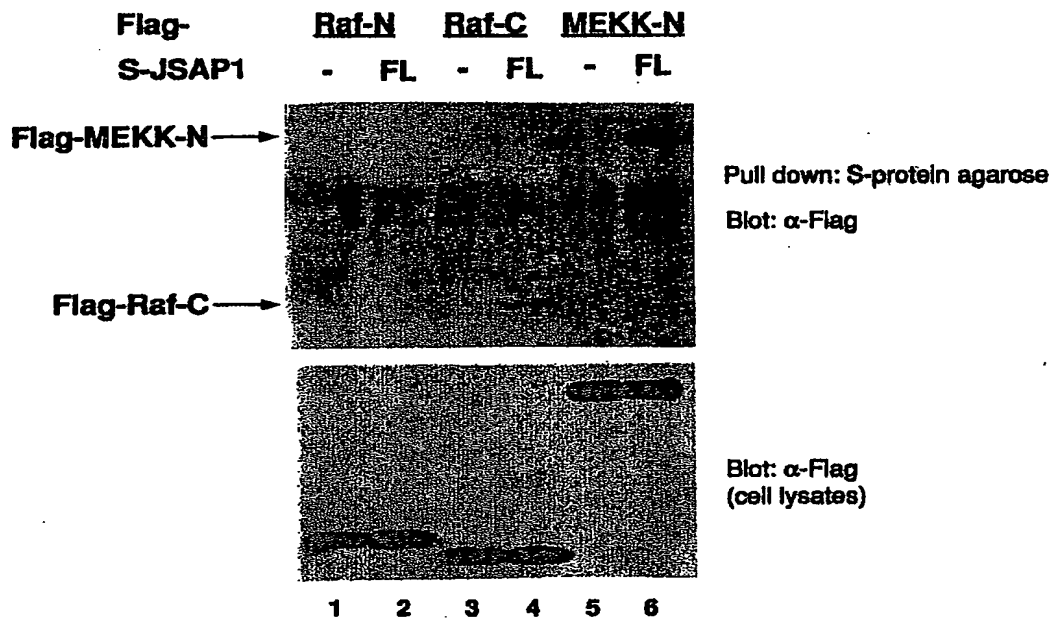 Flag- Raf-N Raf-C MEKK-N
S-JSAP1 - FL - FL - FL
Flag-MEKK-N
Pull down: S-protein agarose
Blot: α-Flag
Flag-Raf-C
Blot: α-Flag
(cell lysates)
1 2 3 4 5 6